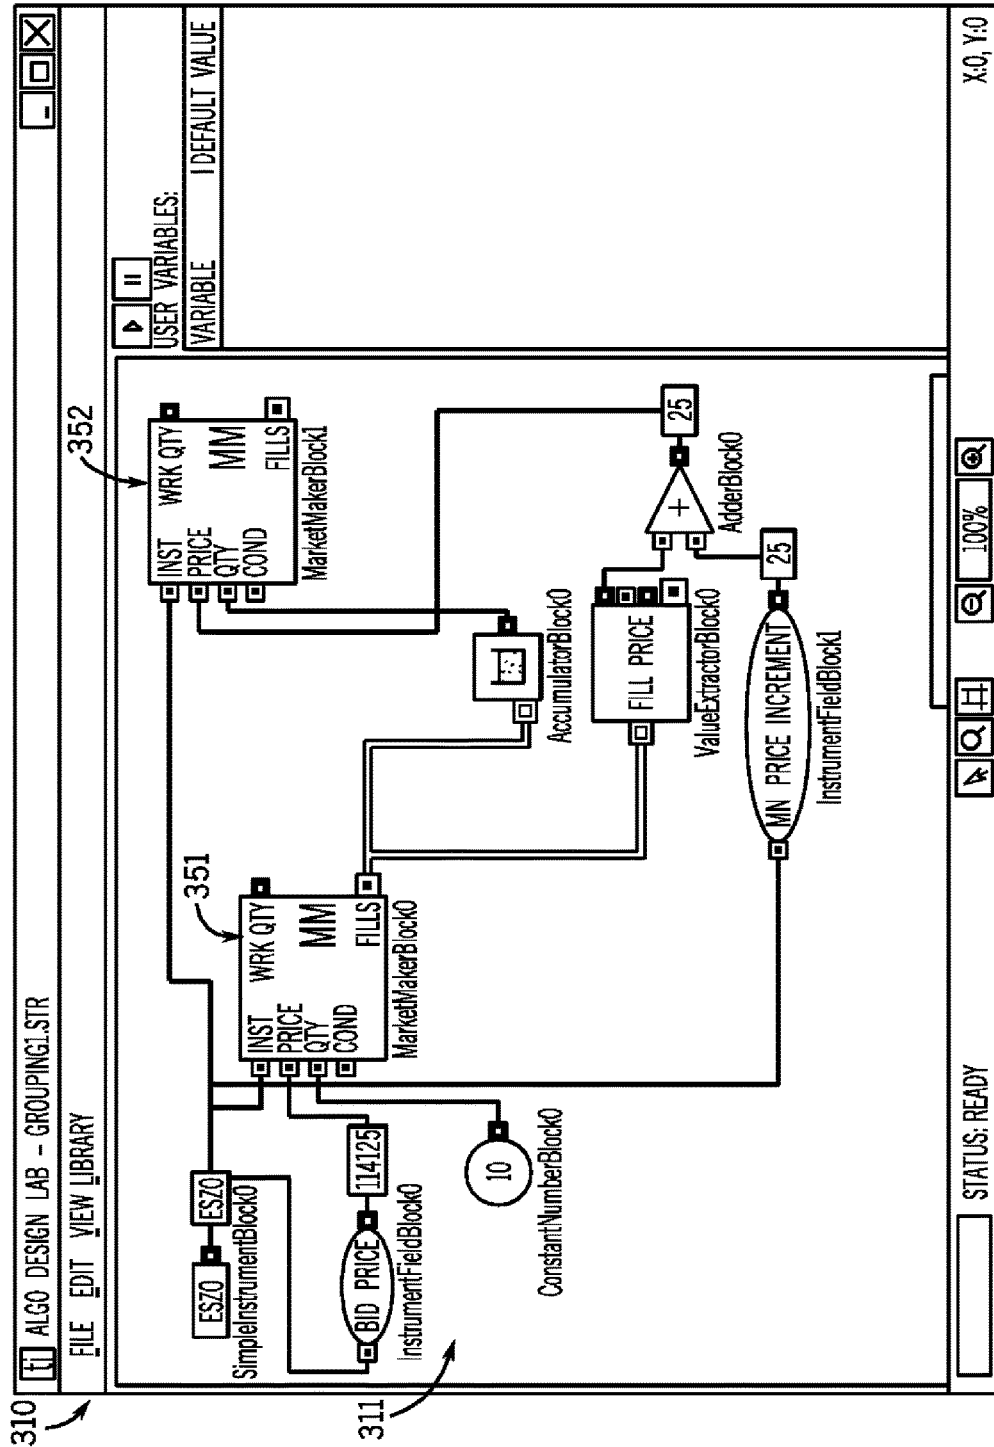 310
ti ALGO DESIGN LAB - GROUPING1.STR
FILE EDIT VIEW LIBRARY
USER VARIABLES:
VARIABLE DEFAULT VALUE
352
INST WRK QTY
PRICE
QTY MM
COND FILLS
MarketMakerBlock1
351
INST WRK QTY
PRICE
QTY MM
COND FILLS
MarketMakerBlock0
ESZ0
ESZ0
SimpleInstrumentBlock0
BID PRICE
114125
InstrumentFieldBlock0
10
ConstantNumberBlock0
AccumulatorBlock0
FILL PRICE
ValueExtractorBlock0
+
25
AdderBlock0
MN PRICE INCREMENT
25
InstrumentFieldBlock1
311
STATUS: READY
100%
X:0, Y:0